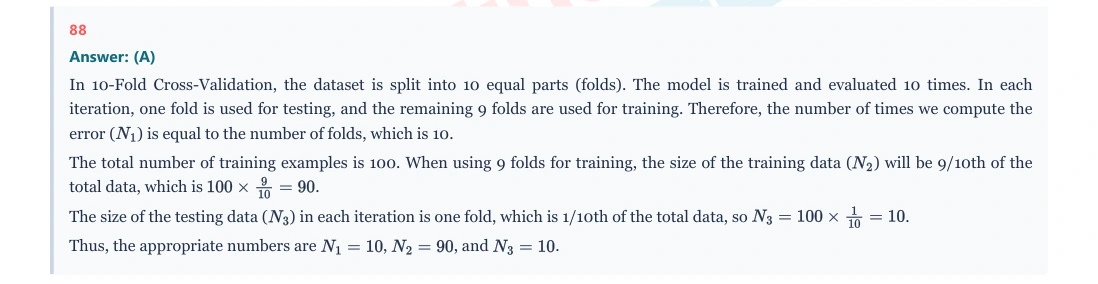 88
Answer: (A)
In 10-Fold Cross-Validation, the dataset is split into 10 equal parts (folds). The model is trained and evaluated 10 times. In each
iteration, one fold is used for testing, and the remaining 9 folds are used for training. Therefore, the number of times we compute the
error (N₁) is equal to the number of folds, which is 10.
The total number of training examples is 100. When using 9 folds for training, the size of the training data (N₂) will be 9/10th of the
total data, which is 100 × 9/10 = 90.
The size of the testing data (N₃) in each iteration is one fold, which is 1/10th of the total data, so N₃ = 100 × 1/10 = 10.
Thus, the appropriate numbers are N₁ = 10, N₂ = 90, and N₃ = 10.